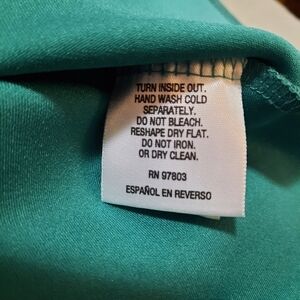 TURN INSIDE OUT.
HAND WASH COLD
SEPARATELY.
DO NOT BLEACH.
RESHAPE DRY FLAT.
DO NOT IRON.
OR DRY CLEAN.
RN 97803
ESPAÑOL EN REVERSO